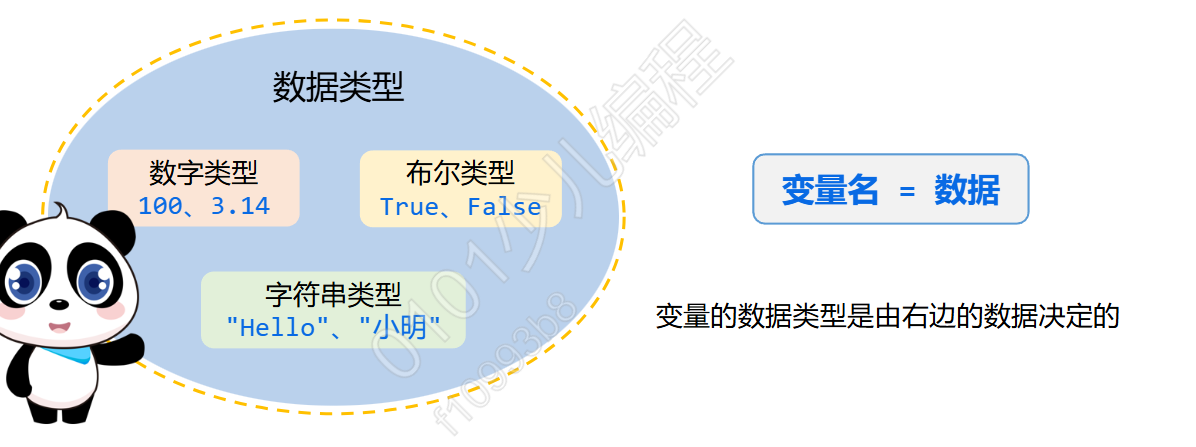 数据类型
数字类型
100、3.14
布尔类型
True、False
字符串类型
"Hello"、"小明"
变量名 = 数据
变量的数据类型是由右边的数据决定的
0101少儿编程
f10993b8